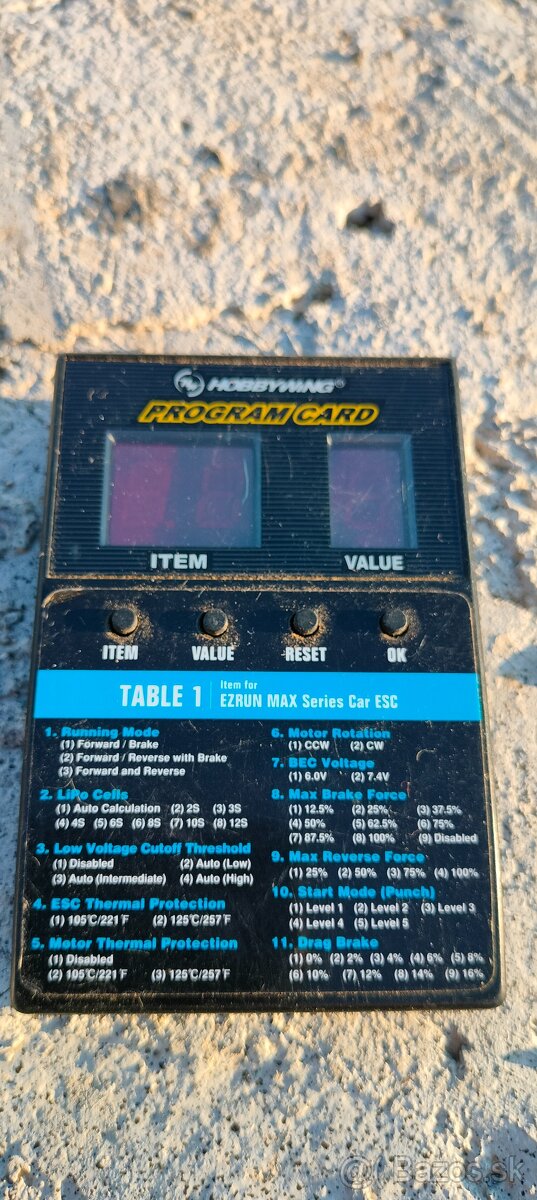 HOBBYWING®
PROGRAM CARD
ITEM VALUE
ITEM VALUE RESET OK
TABLE 1 Item for
EZRUN MAX Series Car ESC
1. Running Mode
(1) Forward / Brake
(2) Forward / Reverse with Brake
(3) Forward and Reverse
2. LiPo Cells
(1) Auto Calculation (2) 2S (3) 3S
(4) 4S (5) 6S (6) 8S (7) 10S (8) 12S
3. Low Voltage Cutoff Threshold
(1) Disabled (2) Auto (Low)
(3) Auto (Intermediate) (4) Auto (High)
4. ESC Thermal Protection
(1) 105℃/221℉ (2) 125℃/257℉
5. Motor Thermal Protection
(1) Disabled
(2) 105℃/221℉ (3) 125℃/257℉
6. Motor Rotation
(1) CCW (2) CW
7. BEC Voltage
(1) 6.0V (2) 7.4V
8. Max Brake Force
(1) 12.5% (2) 25% (3) 37.5%
(4) 50% (5) 62.5% (6) 75%
(7) 87.5% (8) 100% (9) Disabled
9. Max Reverse Force
(1) 25% (2) 50% (3) 75% (4) 100%
10. Start Mode (Punch)
(1) Level 1 (2) Level 2 (3) Level 3
(4) Level 4 (5) Level 5
11. Drag Brake
(1) 0% (2) 2% (3) 4% (4) 6% (5) 8%
(6) 10% (7) 12% (8) 14% (9) 16%
Bazos.sk